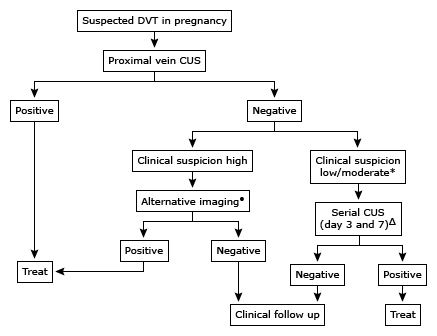 Suspected DVT in pregnancy
Proximal vein CUS
Positive
Negative
Clinical suspicion high
Clinical suspicion
low/moderate*
Alternative imaging•
Serial CUS
(day 3 and 7)Δ
Positive
Negative
Treat
Negative
Positive
Clinical follow up
Treat